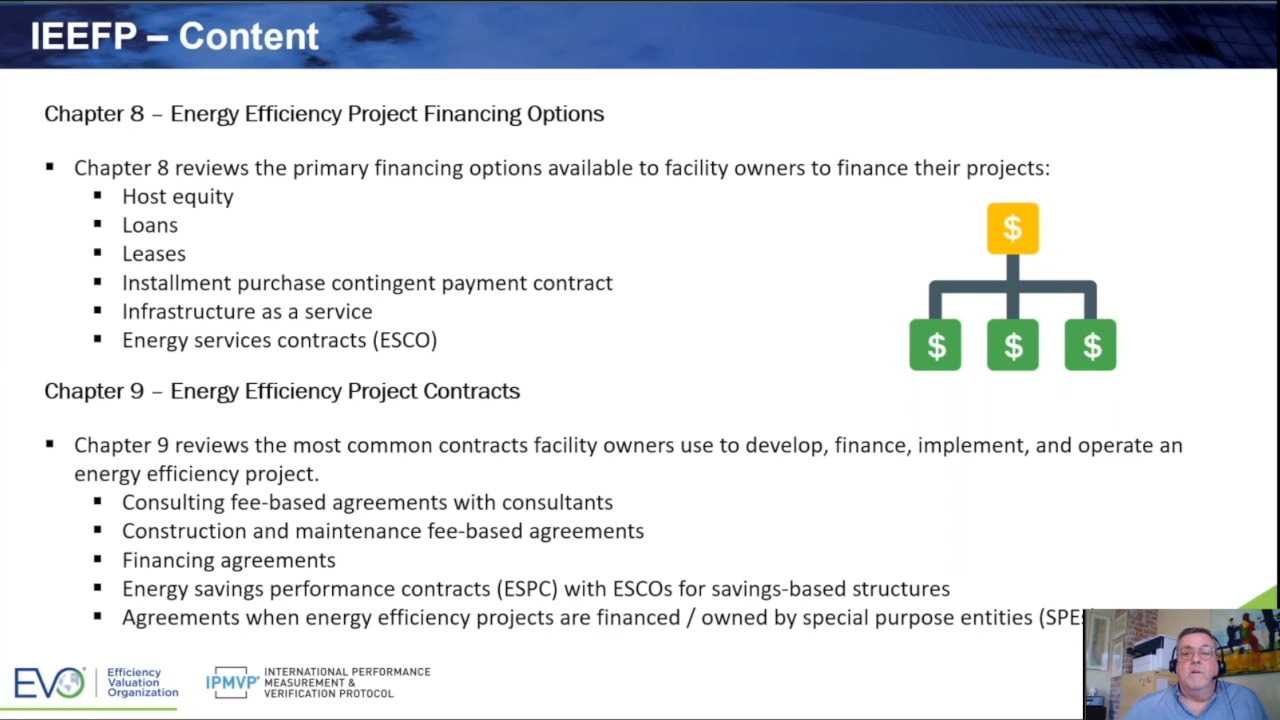 IEEFP – Content
Chapter 8 – Energy Efficiency Project Financing Options
▪ Chapter 8 reviews the primary financing options available to facility owners to finance their projects:
▪ Host equity
▪ Loans
▪ Leases
▪ Installment purchase contingent payment contract
▪ Infrastructure as a service
▪ Energy services contracts (ESCO)
$
$ $ $
Chapter 9 – Energy Efficiency Project Contracts
▪ Chapter 9 reviews the most common contracts facility owners use to develop, finance, implement, and operate an
energy efficiency project.
▪ Consulting fee-based agreements with consultants
▪ Construction and maintenance fee-based agreements
▪ Financing agreements
▪ Energy savings performance contracts (ESPC) with ESCOs for savings-based structures
▪ Agreements when energy efficiency projects are financed / owned by special purpose entities (SPEs
EVO®
Efficiency
Valuation
Organization
IPMVP®
INTERNATIONAL PERFORMANCE
MEASUREMENT &
VERIFICATION PROTOCOL